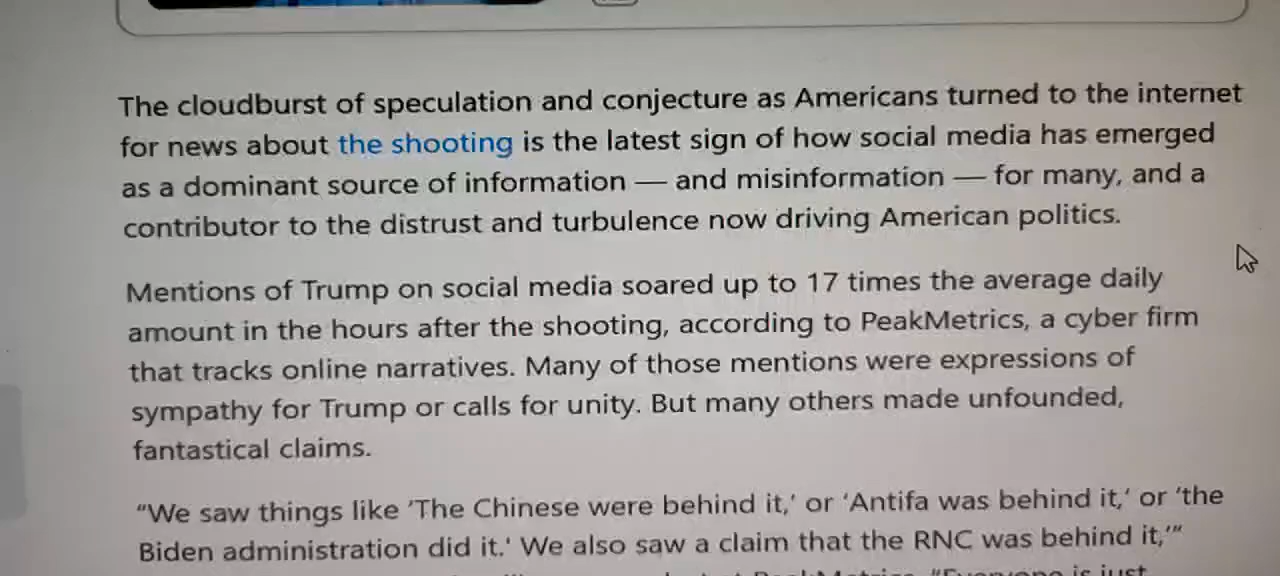 The cloudburst of speculation and conjecture as Americans turned to the internet
for news about the shooting is the latest sign of how social media has emerged
as a dominant source of information — and misinformation — for many, and a
contributor to the distrust and turbulence now driving American politics.
Mentions of Trump on social media soared up to 17 times the average daily
amount in the hours after the shooting, according to PeakMetrics, a cyber firm
that tracks online narratives. Many of those mentions were expressions of
sympathy for Trump or calls for unity. But many others made unfounded,
fantastical claims.
“We saw things like ‘The Chinese were behind it,’ or ‘Antifa was behind it,’ or ‘the
Biden administration did it.’ We also saw a claim that the RNC was behind it,’”
PeakMetrics. “Everyone is just